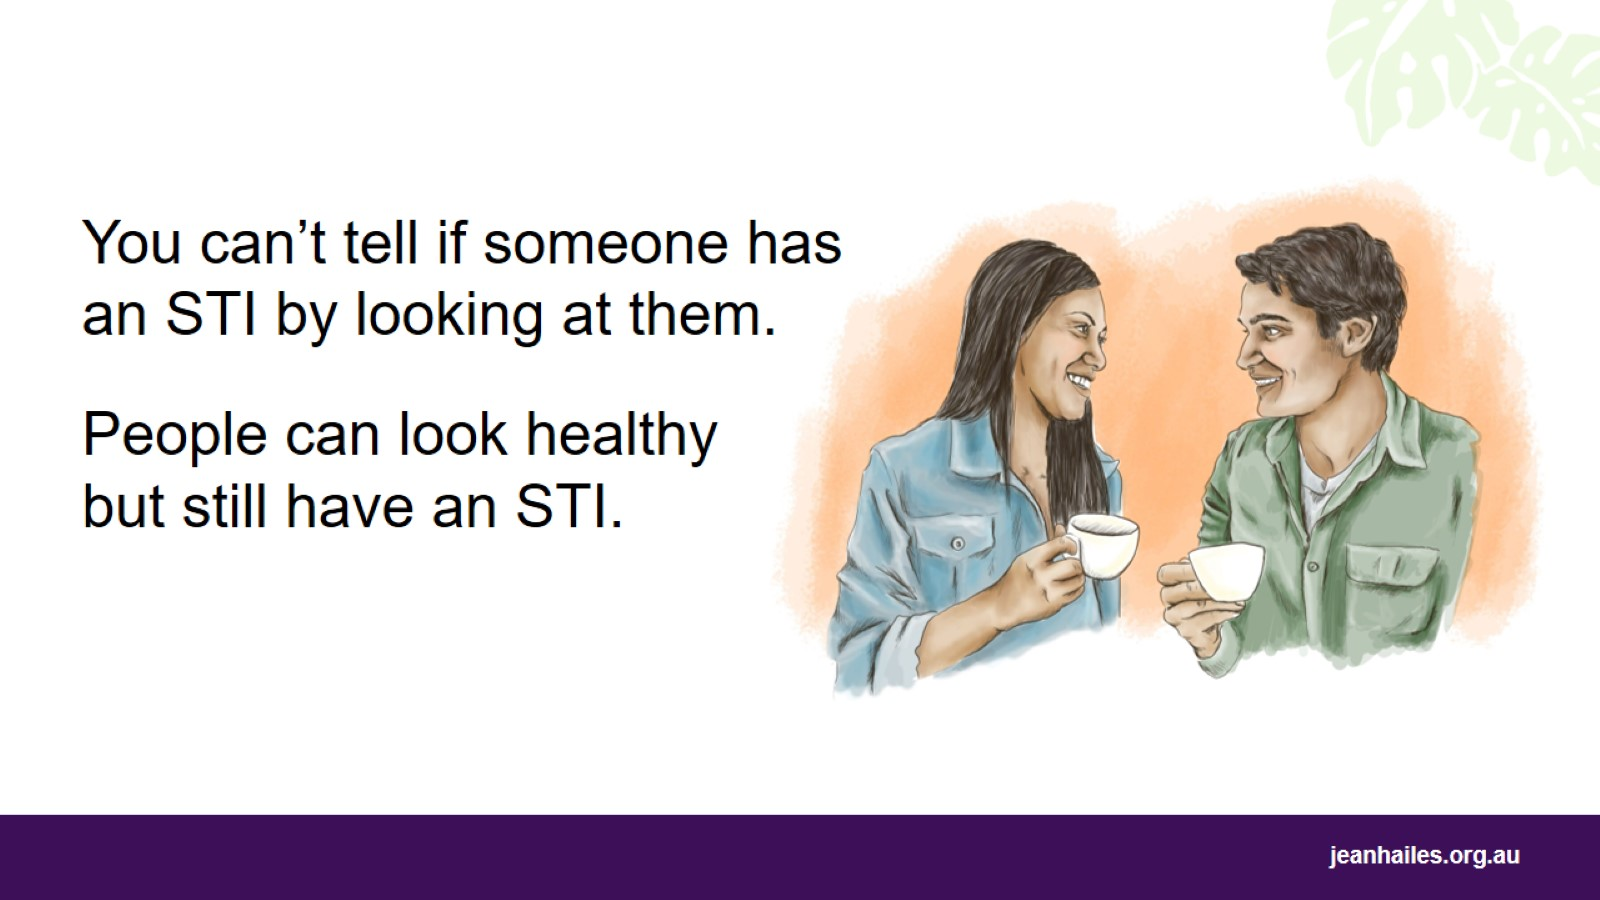 You can’t tell if someone has
an STI by looking at them.
People can look healthy
but still have an STI.
jeanhailes.org.au